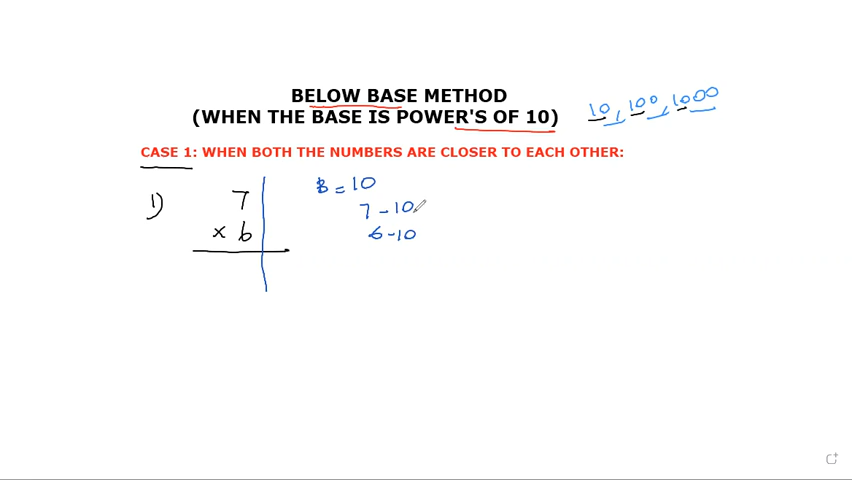 BELOW BASE METHOD
(WHEN THE BASE IS POWER'S OF 10)
10, 100, 1000
CASE 1: WHEN BOTH THE NUMBERS ARE CLOSER TO EACH OTHER:
1) 7
× 6
B = 10
7 - 10
6 - 10